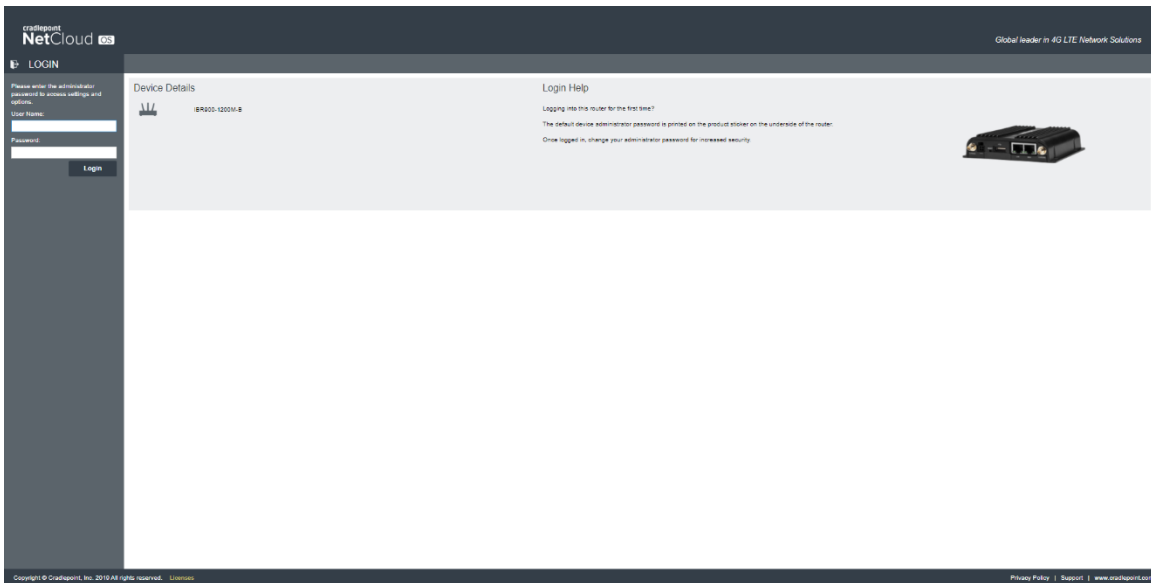 cradlepoint
NetCloud OS
Global leader in 4G LTE Network Solutions
LOGIN
Please enter the administrator
password to access settings and
options.
User Name:
Password:
Login
Device Details
IBR900-1200M-B
Login Help
Logging into this router for the first time?
The default device administrator password is printed on the product sticker on the underside of the router.
Once logged in, change your administrator password for increased security
Copyright © Cradlepoint, Inc. 2019 All rights reserved. Licenses
Privacy Policy | Support | www.cradlepoint.com